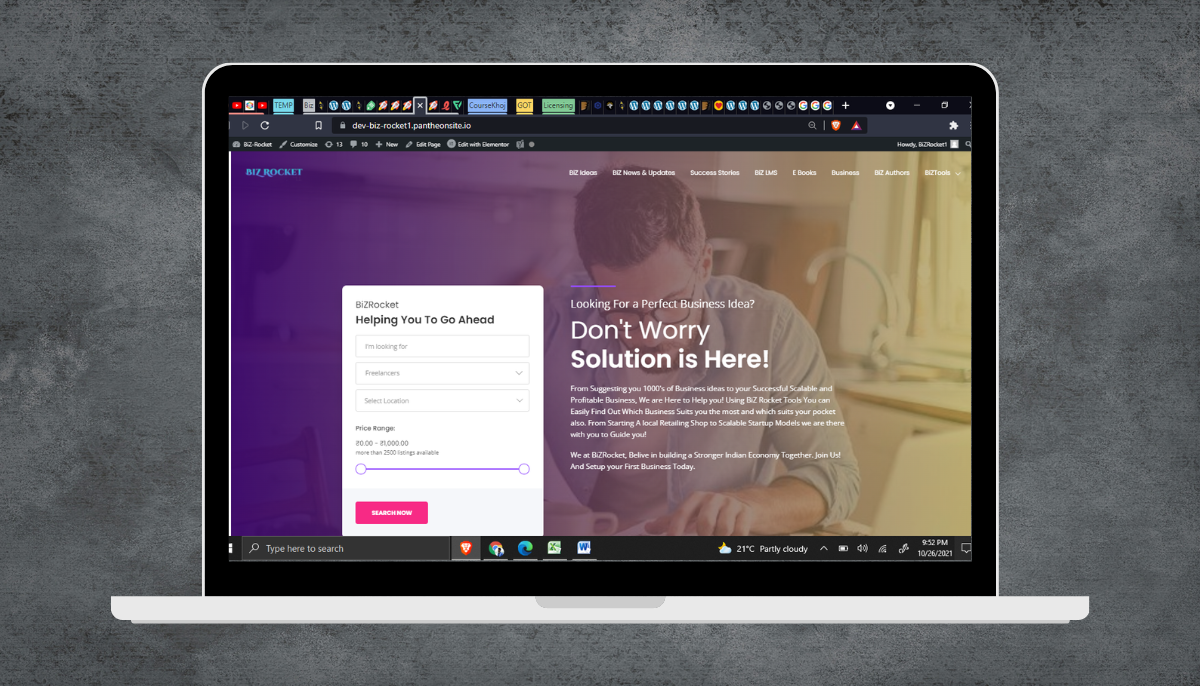 TEMP
Biz
CourseKhoj
GOT
Licensing
dev-biz-rocket1.pantheonsite.io
BiZ-Rocket
Customize
13
10
New
Edit Page
Edit with Elementor
Howdy, BiZRocket1
BIZ ROCKET
BiZ Ideas
BiZ News & Updates
Success Stories
BiZ LMS
E Books
Business
BiZ Authors
BiZTools
BiZRocket
Helping You To Go Ahead
I'm looking for
Freelancers
Select Location
Price Range:
₹0.00 - ₹1,000.00
more than 2500 listings available
SEARCH NOW
Looking For a Perfect Business Idea?
Don't Worry
Solution is Here!
From Suggesting you 1000's of Business ideas to your Successful Scalable and
Profitable Business, We are Here to Help you! Using BiZ Rocket Tools You can
Easily Find Out Which Business Suits you the most and which suits your pocket
also. From Starting A local Retailing Shop to Scalable Startup Models we are there
with you to Guide you!
We at BiZRocket, Belive in building a Stronger Indian Economy Together. Join Us!
And Setup your First Business Today.
Type here to search
21°C Partly cloudy
9:52 PM
10/26/2021